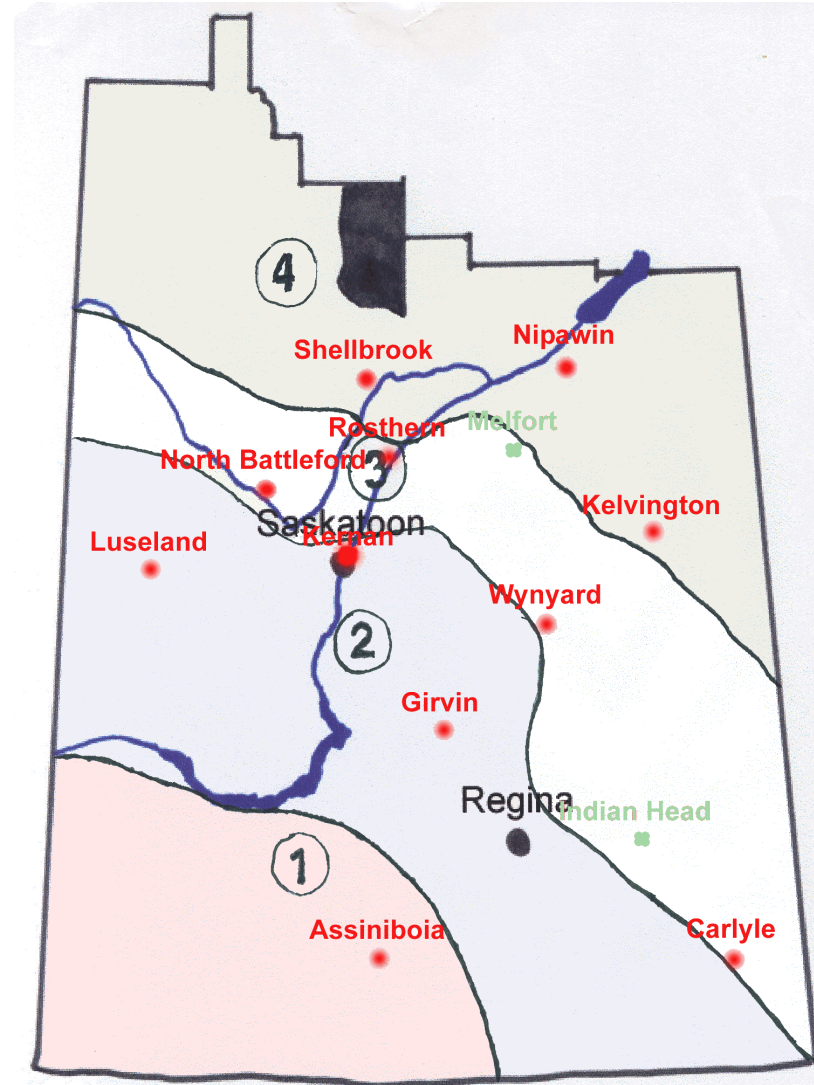 4
Nipawin
Shellbrook
Melfort
Rosthern
North Battleford
3
Kelvington
Saskatoon
Kernan
Luseland
Wynyard
2
Girvin
Regina
Indian Head
1
Assiniboia
Carlyle